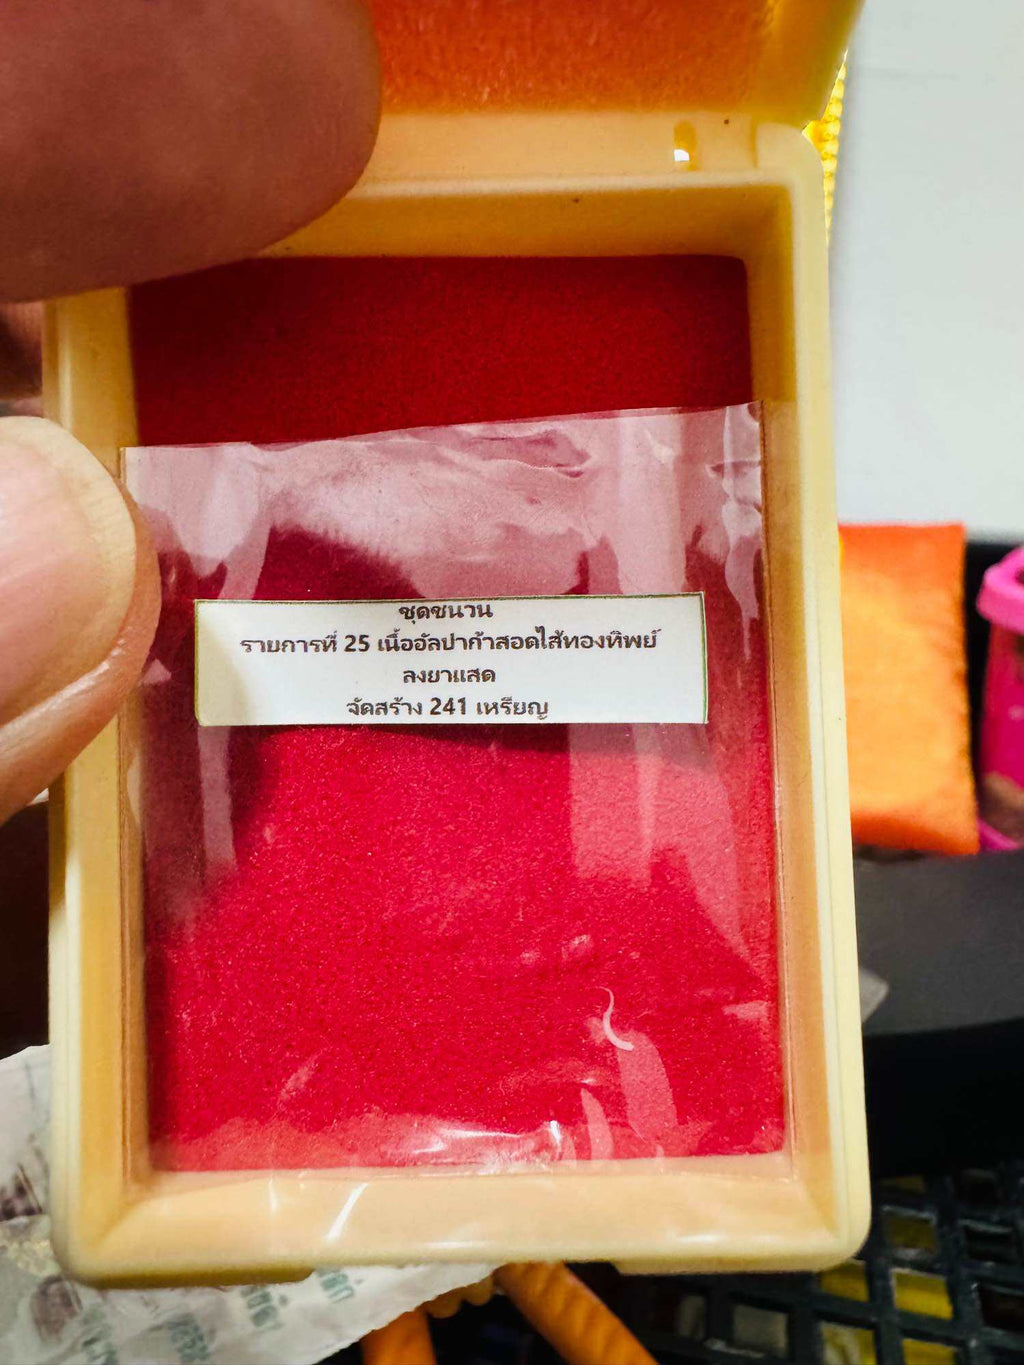 ชุดชนวน
รายการที่ 25 เนื้ออัลปาก้าสอดไส้ทองทิพย์
ลงยาแสด
จัดสร้าง 241 เหรียญ